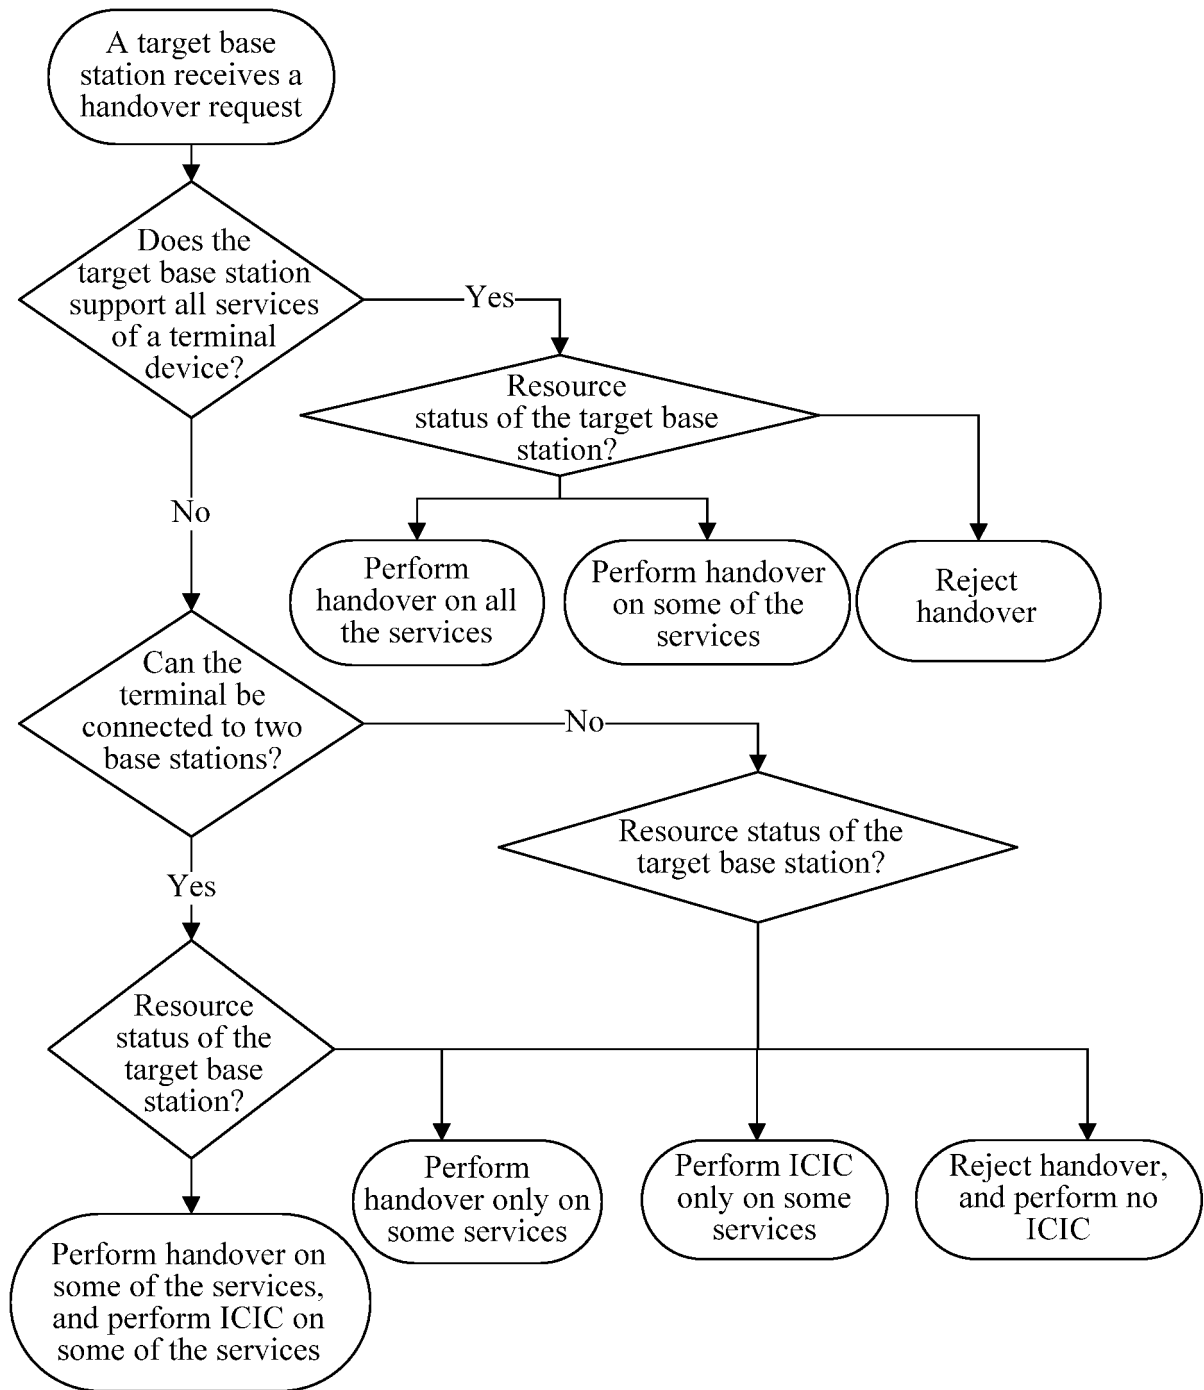 A target base
station receives a
handover request
Does the
target base station
support all services
of a terminal
device?
Yes
Resource
status of the target base
station?
No
Perform
handover on all
the services
Perform handover
on some of the
services
Reject
handover
Can the
terminal be
connected to two
base stations?
No
Resource status of the
target base station?
Yes
Resource
status of the
target base
station?
Perform
handover only on
some services
Perform ICIC
only on some
services
Reject handover,
and perform no
ICIC
Perform handover on
some of the services,
and perform ICIC on
some of the services